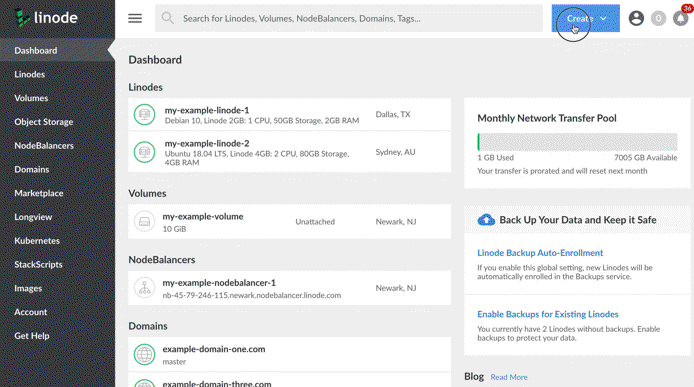 linode
Search for Linodes, Volumes, NodeBalancers, Domains, Tags...
Create
0
36
Dashboard
Linodes
Volumes
Object Storage
NodeBalancers
Domains
Marketplace
Longview
Kubernetes
StackScripts
Images
Account
Get Help
Dashboard
Linodes
my-example-linode-1
Debian 10, Linode 2GB: 1 CPU, 50GB Storage, 2GB RAM
Dallas, TX
my-example-linode-2
Ubuntu 18.04 LTS, Linode 4GB: 2 CPU, 80GB Storage,
4GB RAM
Sydney, AU
Volumes
my-example-volume
10 GiB
Unattached
Newark, NJ
NodeBalancers
my-example-nodebalancer-1
nb-45-79-246-115.newark.nodebalancer.linode.com
Newark, NJ
Domains
example-domain-one.com
master
example-domain-three.com
Monthly Network Transfer Pool
1 GB Used
7005 GB Available
Your transfer is prorated and will reset next month
Back Up Your Data and Keep it Safe
Linode Backup Auto-Enrollment
If you enable this global setting, new Linodes will be
automatically enrolled in the Backups service.
Enable Backups for Existing Linodes
You currently have 2 Linodes without backups. Enable
backups to protect your data.
Blog
Read More